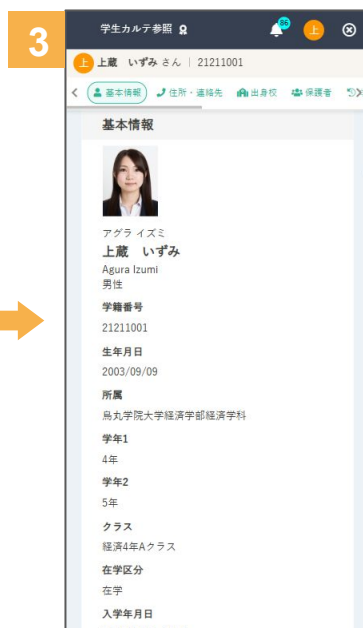 3
学生カルテ参照
86
上
上 上蔵 いずみ さん | 21211001
基本情報 住所・連絡先 出身校 保護者
基本情報
アグラ イズミ
上蔵 いずみ
Agura Izumi
男性
学籍番号
21211001
生年月日
2003/09/09
所属
烏丸学院大学経済学部経済学科
学年1
4年
学年2
5年
クラス
経済4年Aクラス
在学区分
在学
入学年月日